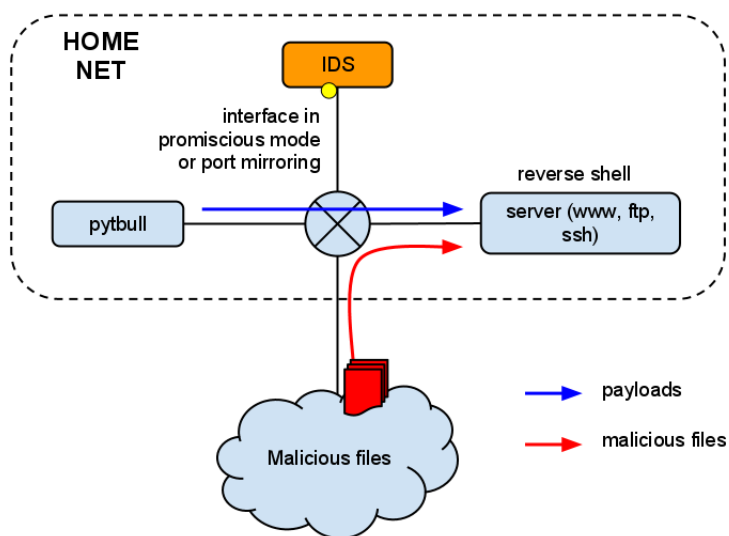 HOME
NET
IDS
interface in
promiscious mode
or port mirroring
reverse shell
pytbull
server (www, ftp,
ssh)
payloads
malicious files
Malicious files